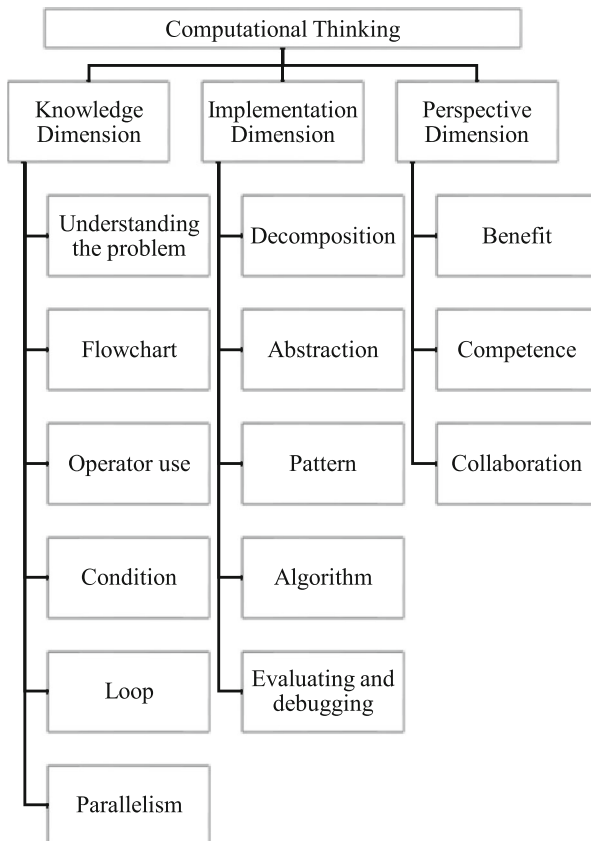 Computational Thinking
Knowledge
Dimension
Implementation
Dimension
Perspective
Dimension
Understanding
the problem
Flowchart
Operator use
Condition
Loop
Parallelism
Decomposition
Abstraction
Pattern
Algorithm
Evaluating and
debugging
Benefit
Competence
Collaboration